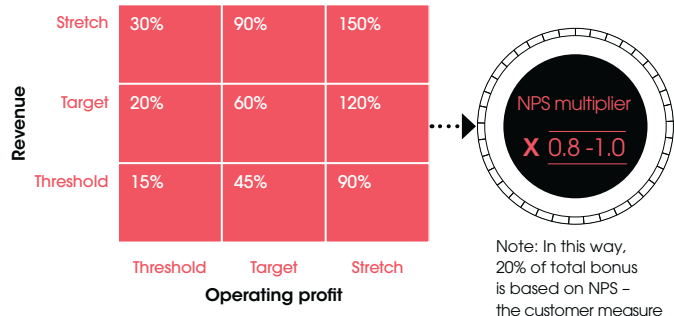 Revenue
Stretch 30% 90% 150%
Target 20% 60% 120%
Threshold 15% 45% 90%
Threshold Target Stretch
Operating profit
NPS multiplier
X 0.8 -1.0
Note: In this way,
20% of total bonus
is based on NPS –
the customer measure